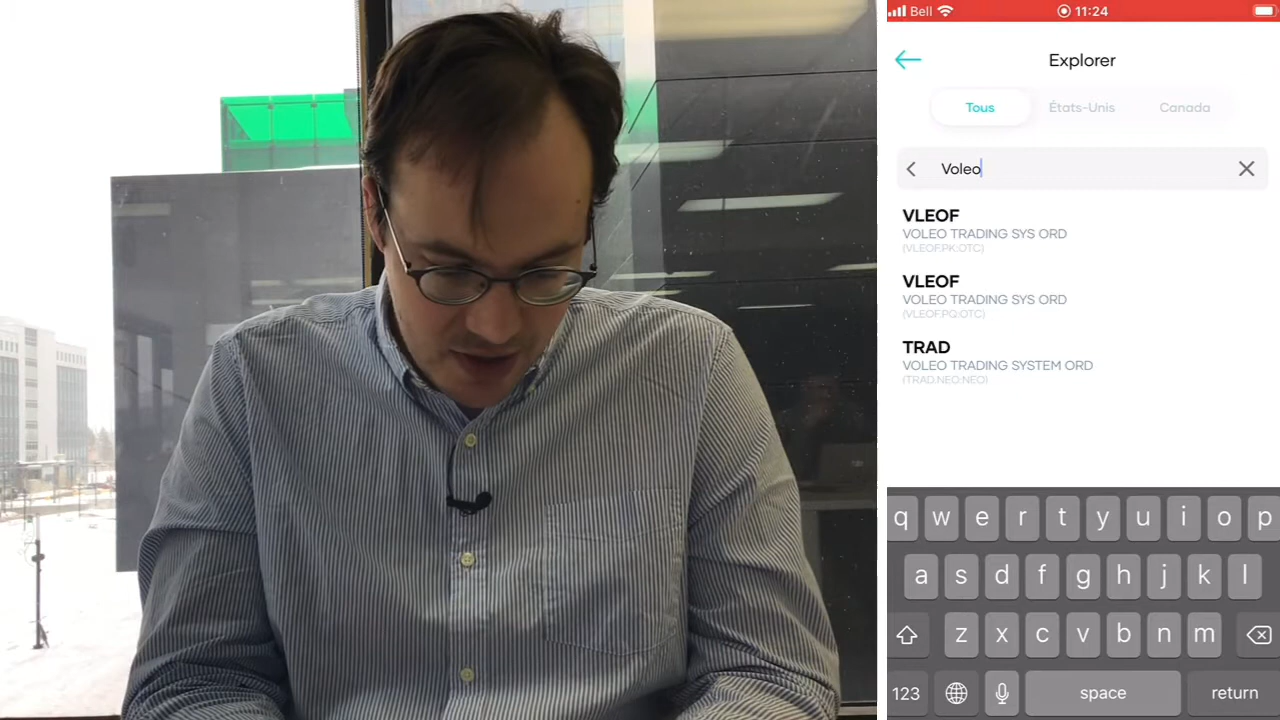 Bell 11:24
Explorer
Tous États-Unis Canada
Voleo
VLEOF
VOLEO TRADING SYS ORD
(VLEOF.PK:OTC)
VLEOF
VOLEO TRADING SYS ORD
(VLEOF.PQ:OTC)
TRAD
VOLEO TRADING SYSTEM ORD
(TRAD.NEO:NEO)
q w e r t y u i o p
a s d f g h j k l
z x c v b n m
123 space return